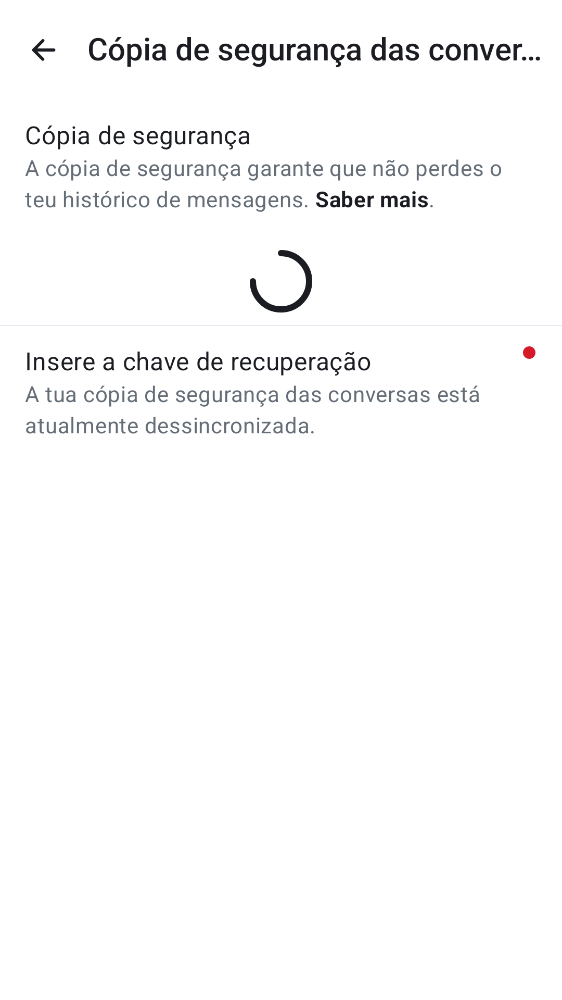 Cópia de segurança das conver...
Cópia de segurança
A cópia de segurança garante que não perdes o
teu histórico de mensagens. Saber mais.
Insere a chave de recuperação
A tua cópia de segurança das conversas está
atualmente dessincronizada.